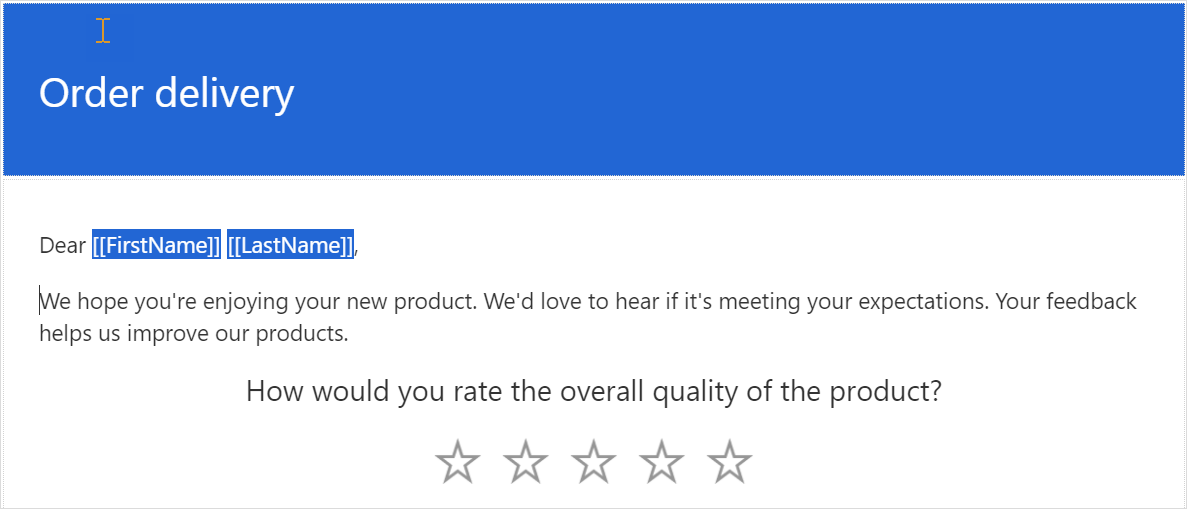 Order delivery
Dear [[FirstName]] [[LastName]],
We hope you're enjoying your new product. We'd love to hear if it's meeting your expectations. Your feedback
helps us improve our products.
How would you rate the overall quality of the product?